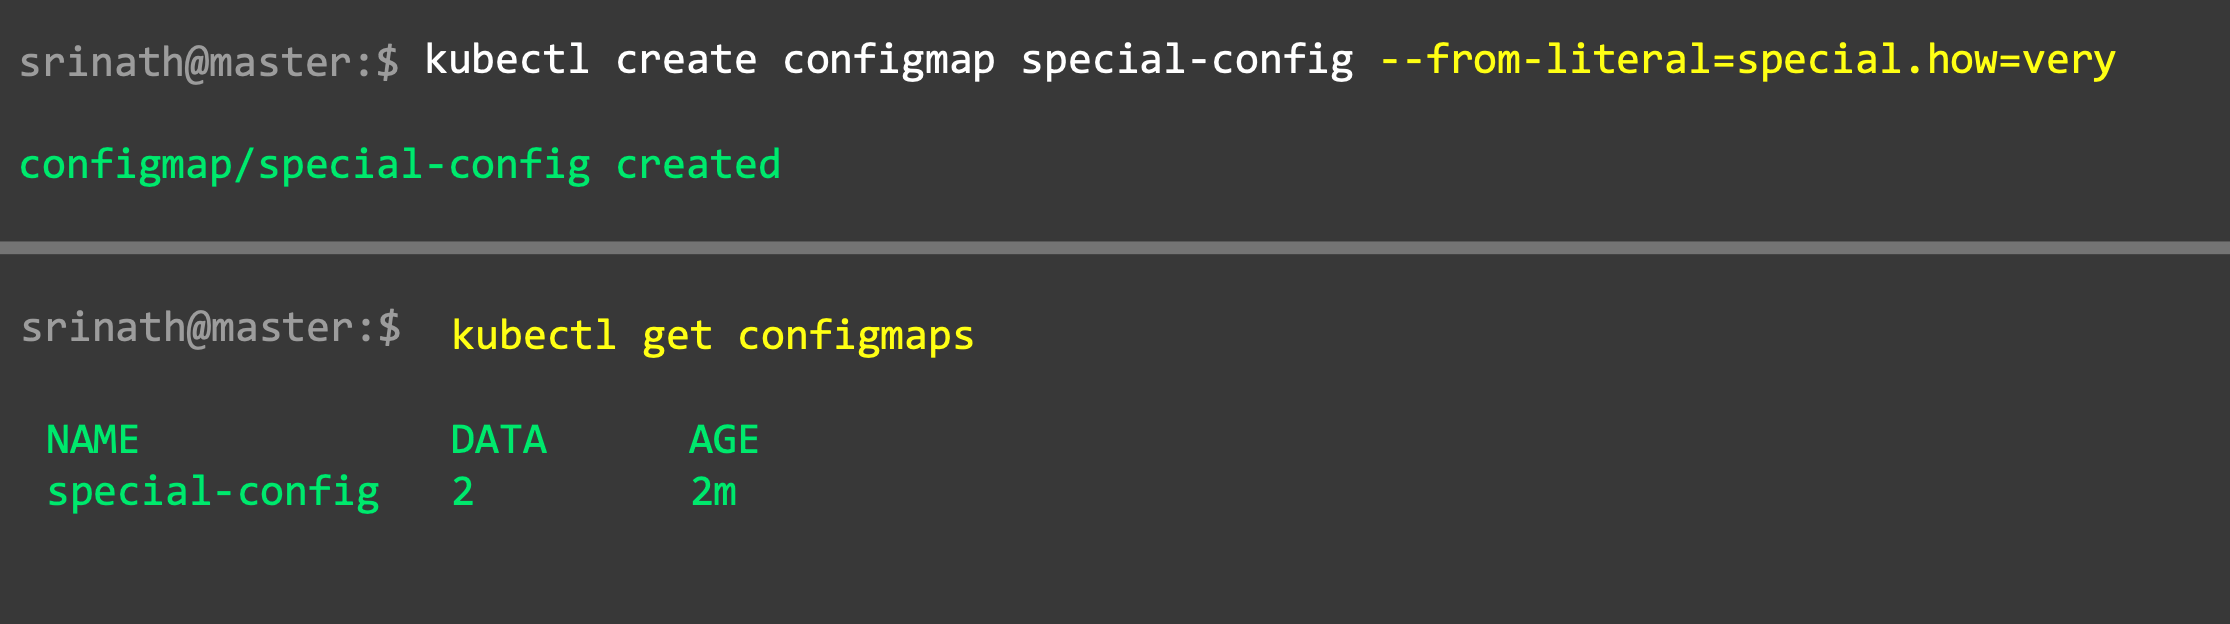 srinath@master:$ kubectl create configmap special-config --from-literal=special.how=very
configmap/special-config created
srinath@master:$ kubectl get configmaps
NAME DATA AGE
special-config 2 2m